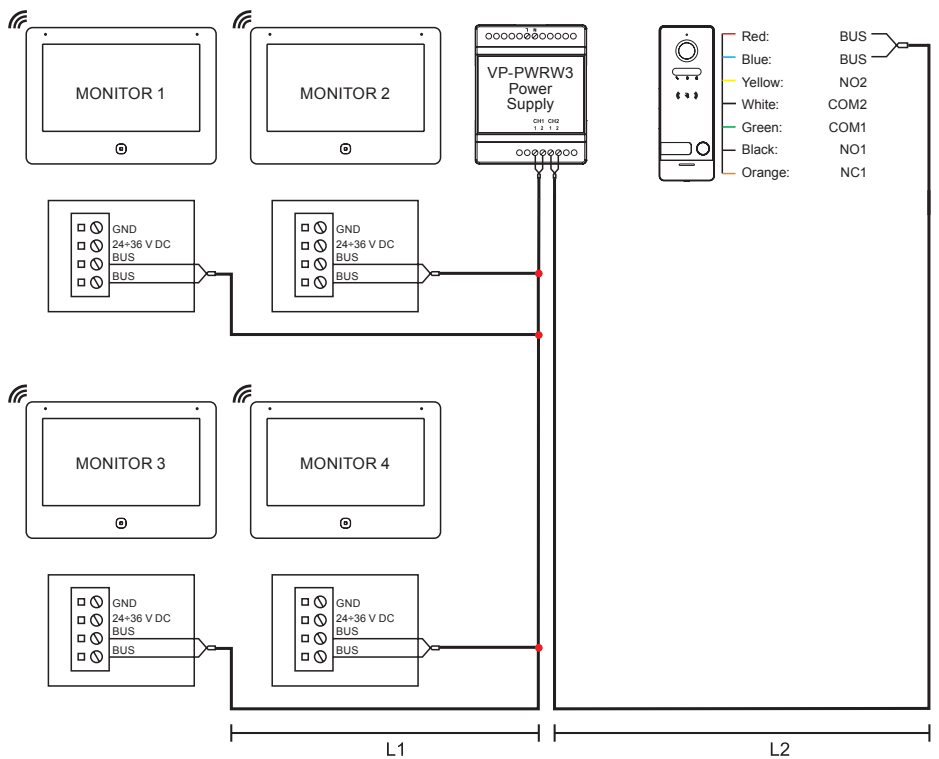 MONITOR 1
MONITOR 2
L N
VP-PWRW3
Power
Supply
CH1 CH2
1 2 1 2
Red: BUS
Blue: BUS
Yellow: NO2
White: COM2
Green: COM1
Black: NO1
Orange: NC1
GND
24÷36 V DC
BUS
BUS
GND
24÷36 V DC
BUS
BUS
MONITOR 3
MONITOR 4
GND
24÷36 V DC
BUS
BUS
GND
24÷36 V DC
BUS
BUS
L1
L2